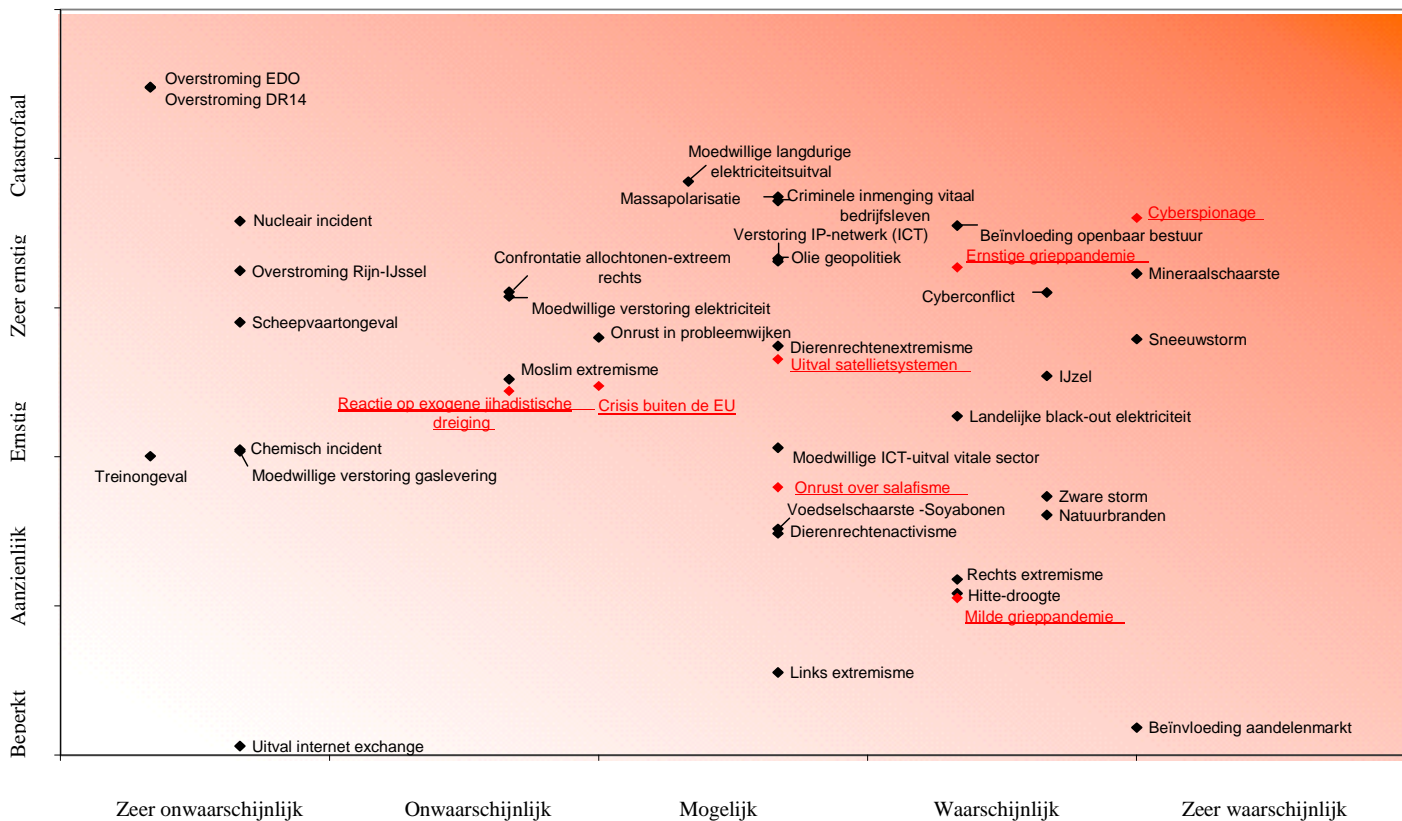 Catastrofaal
Zeer ernstig
Ernstig
Aanzienlijk
Beperkt
Overstroming EDO
Overstroming DR14
Moedwillige langdurige
elektriciteitsuitval
Massapolarisatie
Criminele inmenging vitaal
bedrijfsleven
Cyberspionage
Nucleair incident
Verstoring IP-netwerk (ICT)
Beïnvloeding openbaar bestuur
Confrontatie allochtonen-extreem
rechts
Olie geopolitiek
Ernstige grieppandemie
Overstroming Rijn-IJssel
Mineraalschaarste
Cyberconflict
Moedwillige verstoring elektriciteit
Scheepvaartongeval
Onrust in probleemwijken
Dierenrechtenextremisme
Sneeuwstorm
Uitval satellietsystemen
Moslim extremisme
IJzel
Reactie op exogene jihadistische
dreiging
Crisis buiten de EU
Landelijke black-out elektriciteit
Chemisch incident
Moedwillige ICT-uitval vitale sector
Treinongeval
Moedwillige verstoring gaslevering
Onrust over salafisme
Zware storm
Voedselschaarste -Soyabonen
Natuurbranden
Dierenrechtenactivisme
Rechts extremisme
Hitte-droogte
Milde grieppandemie
Links extremisme
Beïnvloeding aandelenmarkt
Uitval internet exchange
Zeer onwaarschijnlijk
Onwaarschijnlijk
Mogelijk
Waarschijnlijk
Zeer waarschijnlijk